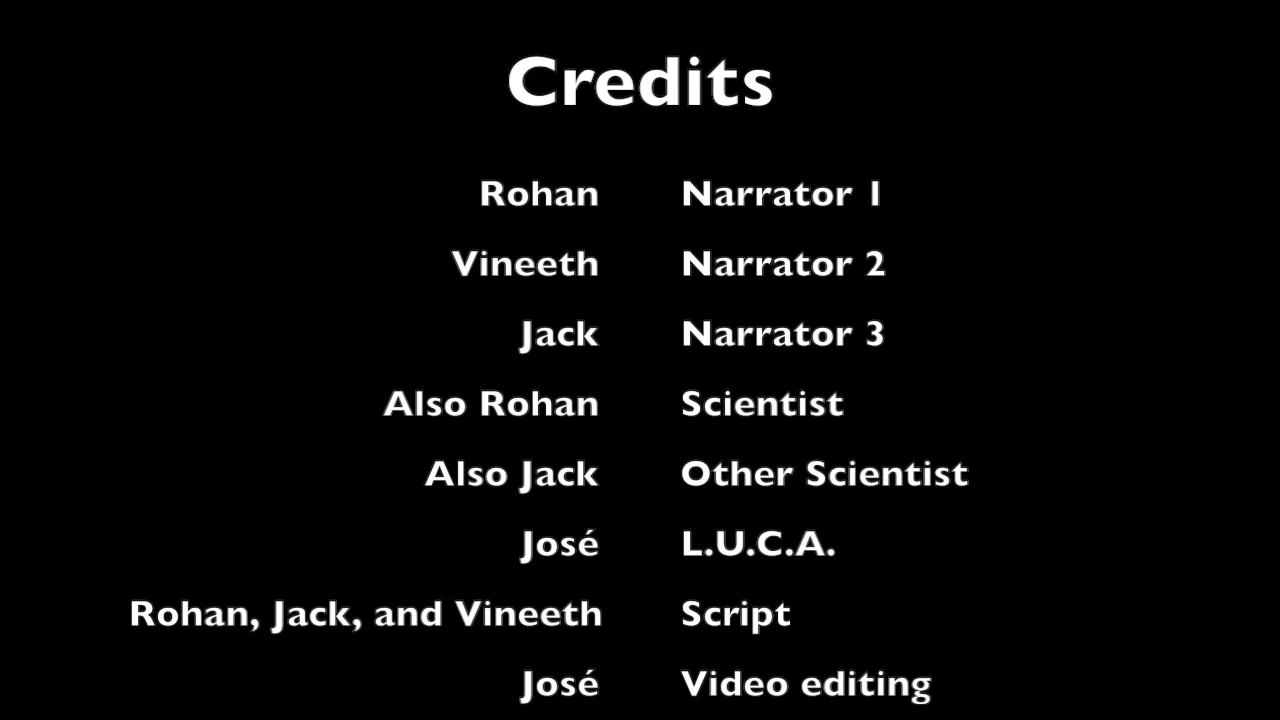 Credits
Rohan Narrator 1
Vineeth Narrator 2
Jack Narrator 3
Also Rohan Scientist
Also Jack Other Scientist
José L.U.C.A.
Rohan, Jack, and Vineeth Script
José Video editing